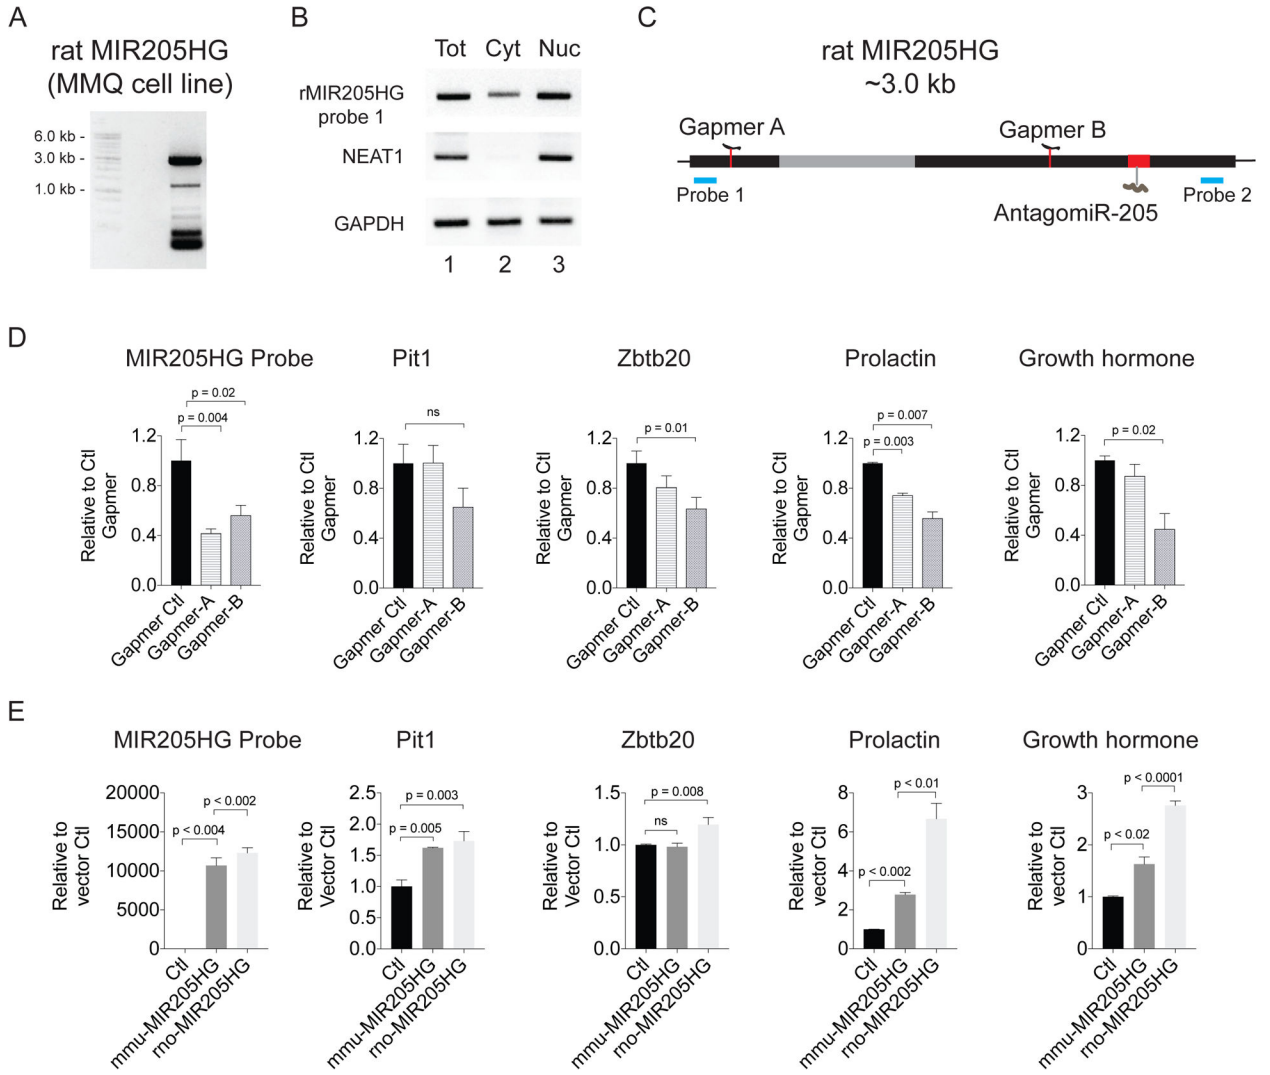 A
rat MIR205HG
(MMQ cell line)
6.0 kb -
3.0 kb -
1.0 kb -
B
Tot Cyt Nuc
rMIR205HG
probe 1
NEAT1
GAPDH
1 2 3
C
rat MIR205HG
~3.0 kb
Gapmer A
Gapmer B
Probe 1
Probe 2
AntagomiR-205
D
MIR205HG Probe
p = 0.02
p = 0.004
1.2
0.8
0.4
0.0
Relative to Ctl
Gapmer
Gapmer Ctl
Gapmer-A
Gapmer-B
Pit1
ns
1.2
0.8
0.4
0.0
Relative to Ctl
Gapmer
Gapmer Ctl
Gapmer-A
Gapmer-B
Zbtb20
p = 0.01
1.2
0.8
0.4
0.0
Relative to Ctl
Gapmer
Gapmer Ctl
Gapmer-A
Gapmer-B
Prolactin
p = 0.007
p = 0.003
1.2
0.8
0.4
0.0
Relative to Ctl
Gapmer
Gapmer Ctl
Gapmer-A
Gapmer-B
Growth hormone
p = 0.02
1.2
0.8
0.4
0.0
Relative to Ctl
Gapmer
Gapmer Ctl
Gapmer-A
Gapmer-B
E
MIR205HG Probe
p < 0.002
p < 0.004
20000
15000
10000
5000
0
Relative to
vector Ctl
Ctl
mmu-MIR205HG
rno-MIR205HG
Pit1
p = 0.003
p = 0.005
2.5
2.0
1.5
1.0
0.5
0.0
Relative to
Vector Ctl
Ctl
mmu-MIR205HG
rno-MIR205HG
Zbtb20
p = 0.008
ns
1.5
1.0
0.5
0.0
Relative to
Vector Ctl
Ctl
mmu-MIR205HG
rno-MIR205HG
Prolactin
p < 0.01
p < 0.002
8
6
4
2
0
Relative to
vector Ctl
Ctl
mmu-MIR205HG
rno-MIR205HG
Growth hormone
p < 0.0001
p < 0.02
3
2
1
0
Relative to
vector Ctl
Ctl
mmu-MIR205HG
rno-MIR205HG